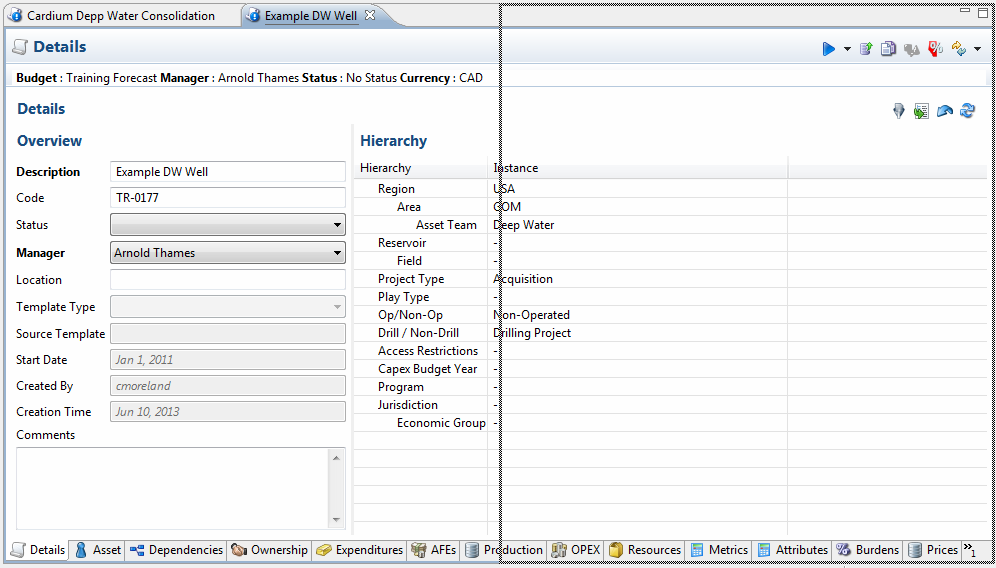 Cardium Depp Water Consolidation Example DW Well
Details
Budget : Training Forecast Manager : Arnold Thames Status : No Status Currency : CAD
Details
Overview
Description Example DW Well
Code TR-0177
Status
Manager Arnold Thames
Location
Template Type
Source Template
Start Date Jan 1, 2011
Created By cmoreland
Creation Time Jun 10, 2013
Comments
Hierarchy
Hierarchy Instance
Region USA
Area GOM
Asset Team Deep Water
Reservoir -
Field -
Project Type Acquisition
Play Type -
Op/Non-Op Non-Operated
Drill / Non-Drill Drilling Project
Access Restrictions -
Capex Budget Year -
Program -
Jurisdiction -
Economic Group -
Details Asset Dependencies Ownership Expenditures AFEs Production OPEX Resources Metrics Attributes Burdens Prices »1